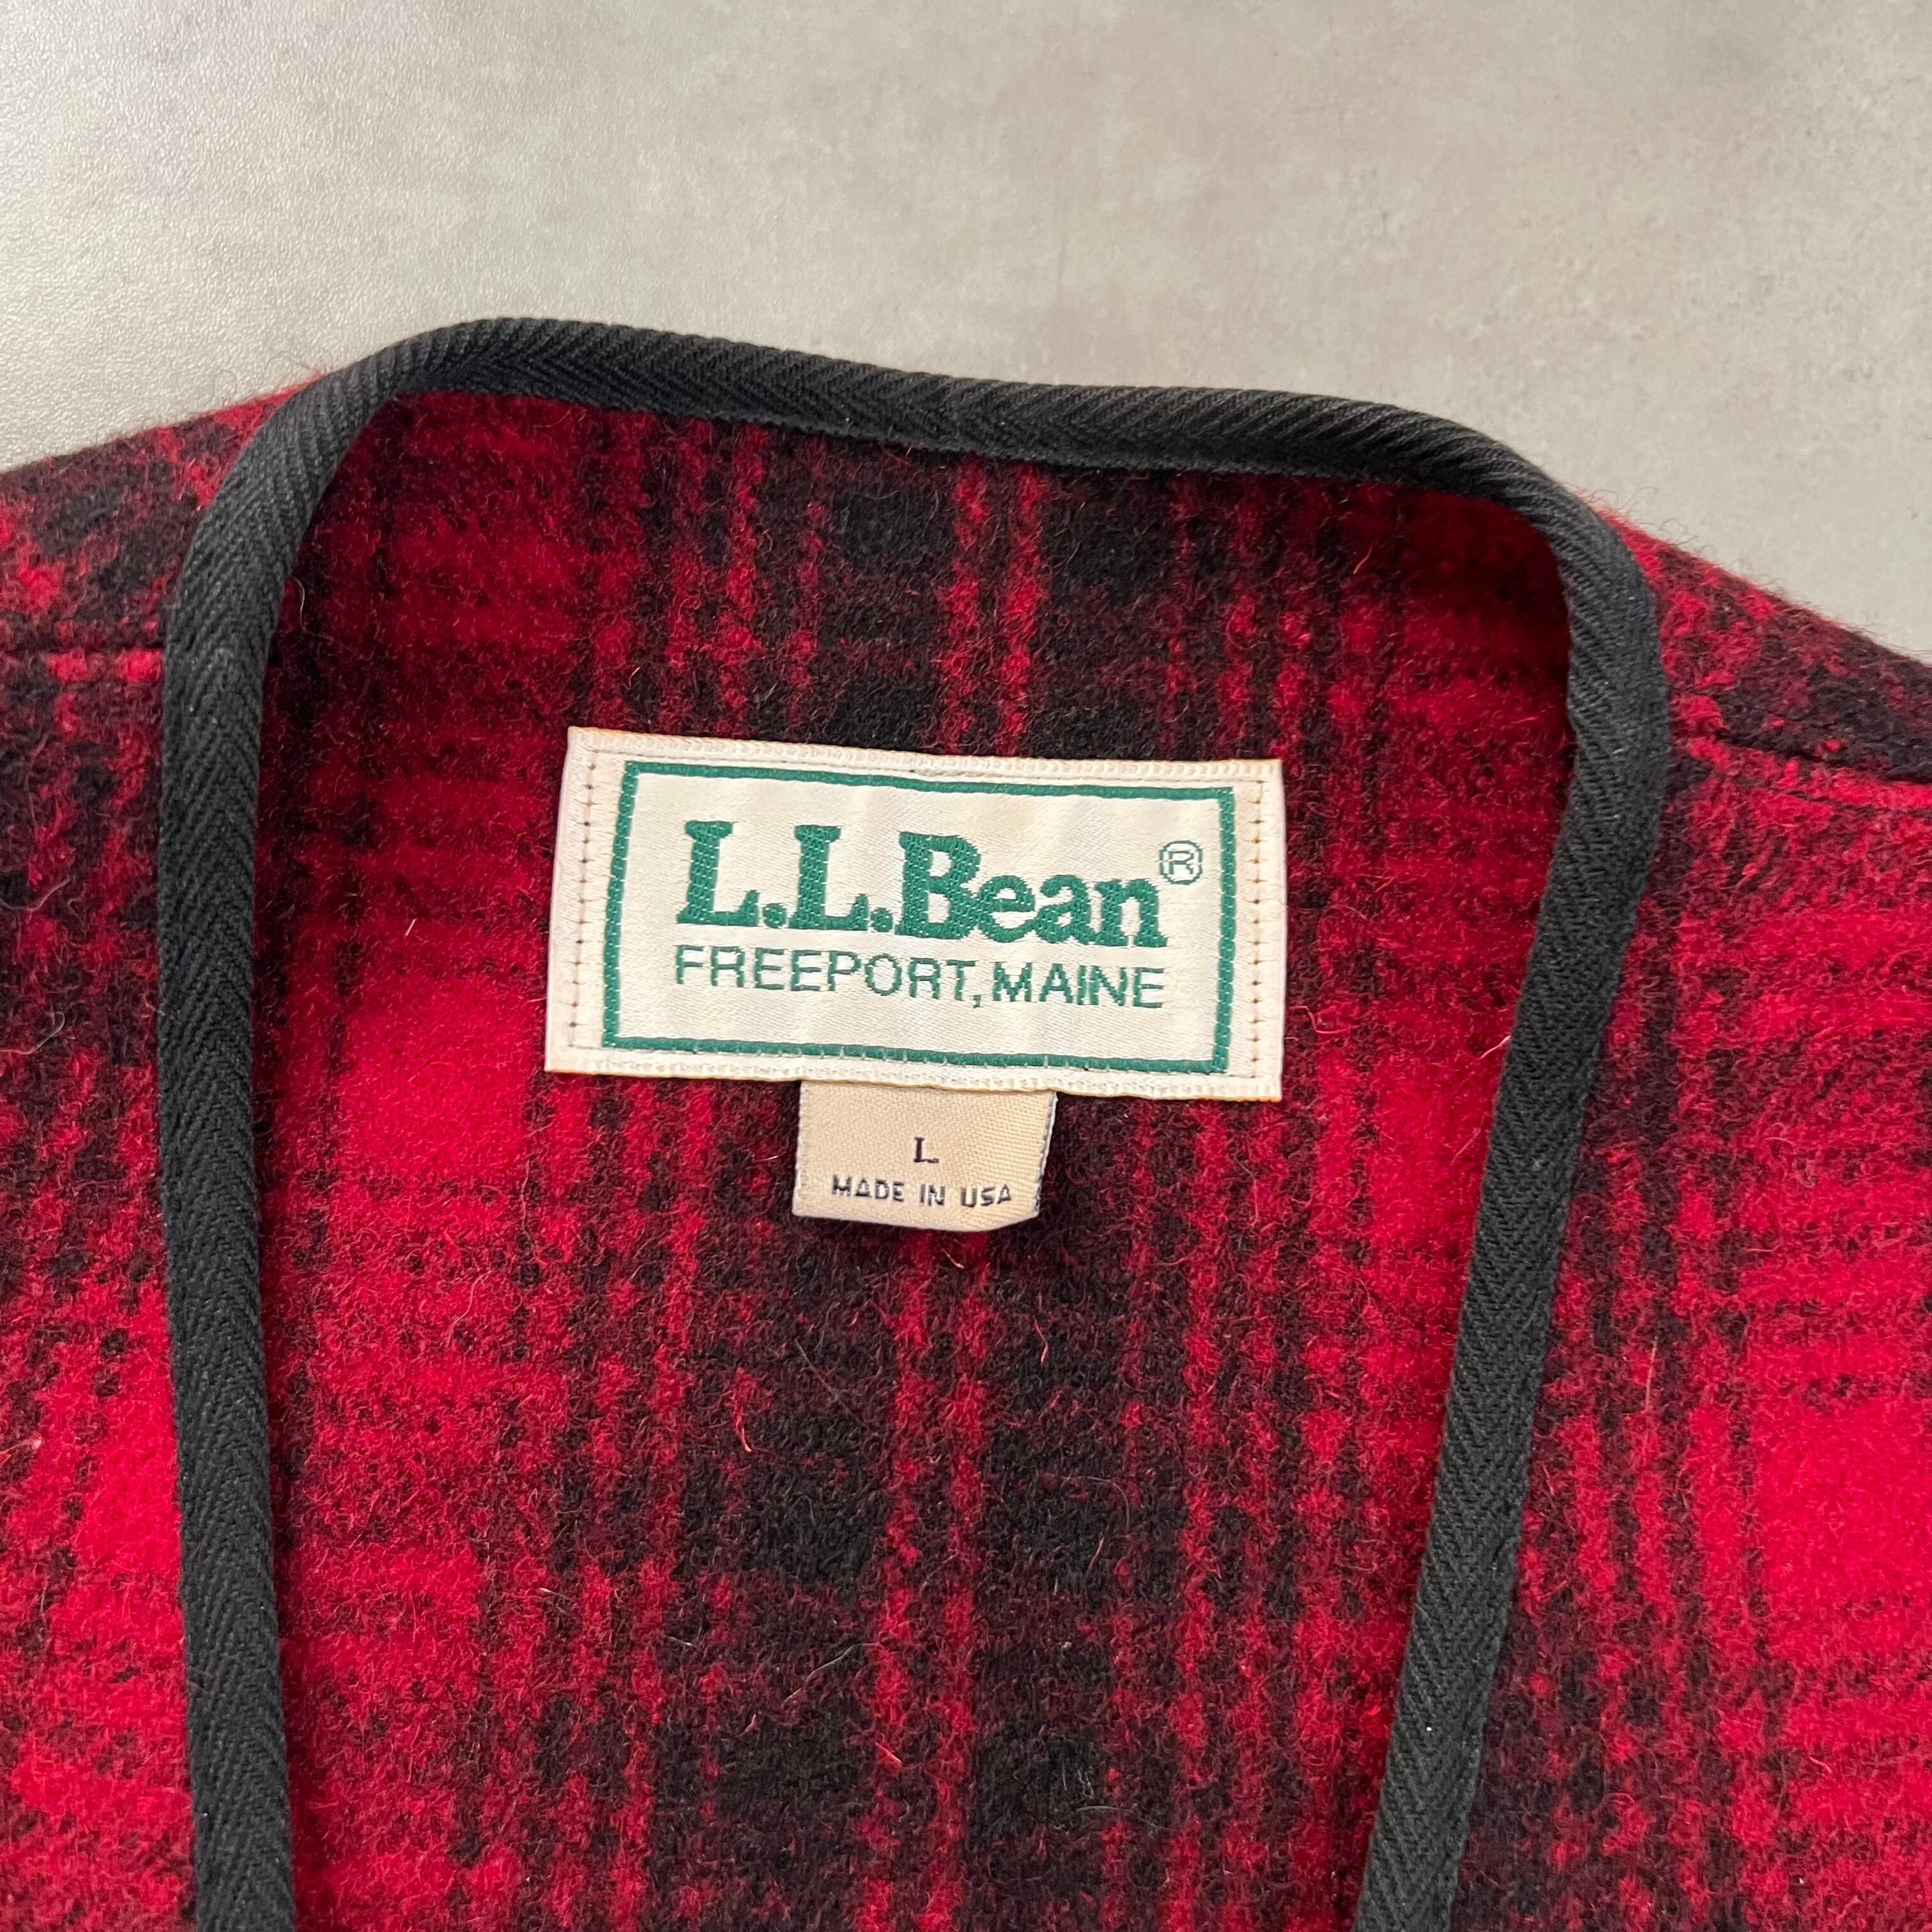 L.L.Bean®
FREEPORT, MAINE
L
MADE IN USA